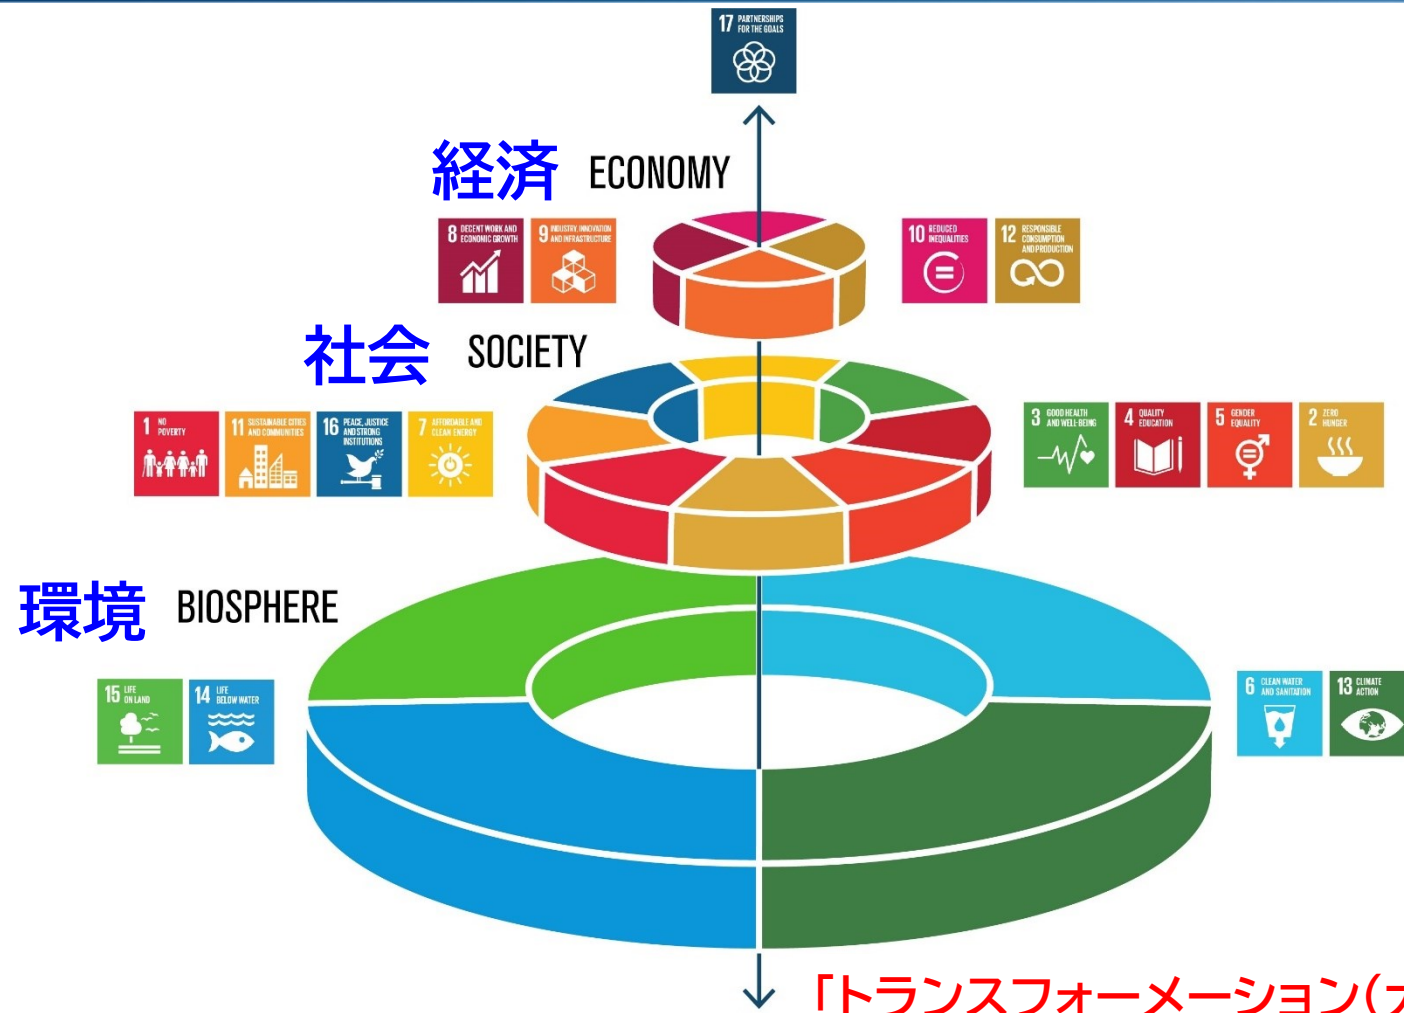 17 PARTNERSHIPS
FOR THE GOALS
経済 ECONOMY
8 DECENT WORK AND
ECONOMIC GROWTH
9 INDUSTRY, INNOVATION
AND INFRASTRUCTURE
10 REDUCED
INEQUALITIES
12 RESPONSIBLE
CONSUMPTION
AND PRODUCTION
社会 SOCIETY
1 NO
POVERTY
11 SUSTAINABLE CITIES
AND COMMUNITIES
16 PEACE, JUSTICE
AND STRONG
INSTITUTIONS
7 AFFORDABLE AND
CLEAN ENERGY
3 GOOD HEALTH
AND WELL-BEING
4 QUALITY
EDUCATION
5 GENDER
EQUALITY
2 ZERO
HUNGER
環境 BIOSPHERE
15 LIFE
ON LAND
14 LIFE
BELOW WATER
6 CLEAN WATER
AND SANITATION
13 CLIMATE
ACTION
「トランスフォーメーション(